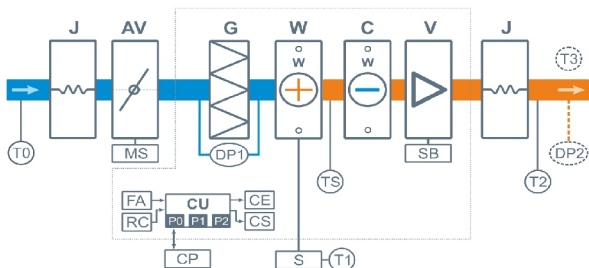 J AV G W C V J
W W T3
MS DP1 SB
T0 TS T2 DP2
FA CU CE
RC P0 P1 P2 CS
CP S T1